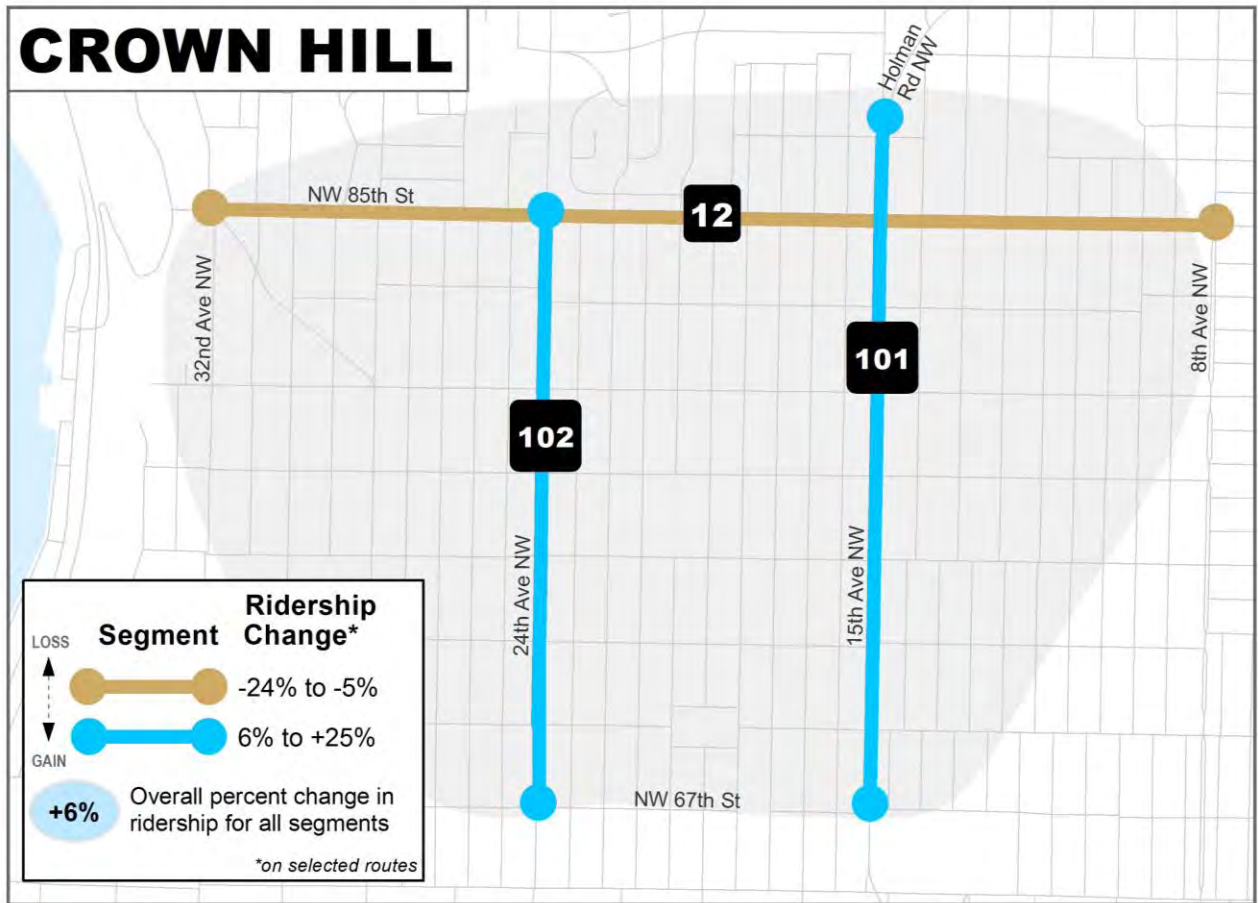 CROWN HILL
Holman
Rd NW
NW 85th St
12
32nd Ave NW
8th Ave NW
101
102
24th Ave NW
15th Ave NW
NW 67th St
Ridership
Segment Change*
LOSS
-24% to -5%
6% to +25%
GAIN
+6%
Overall percent change in
ridership for all segments
*on selected routes